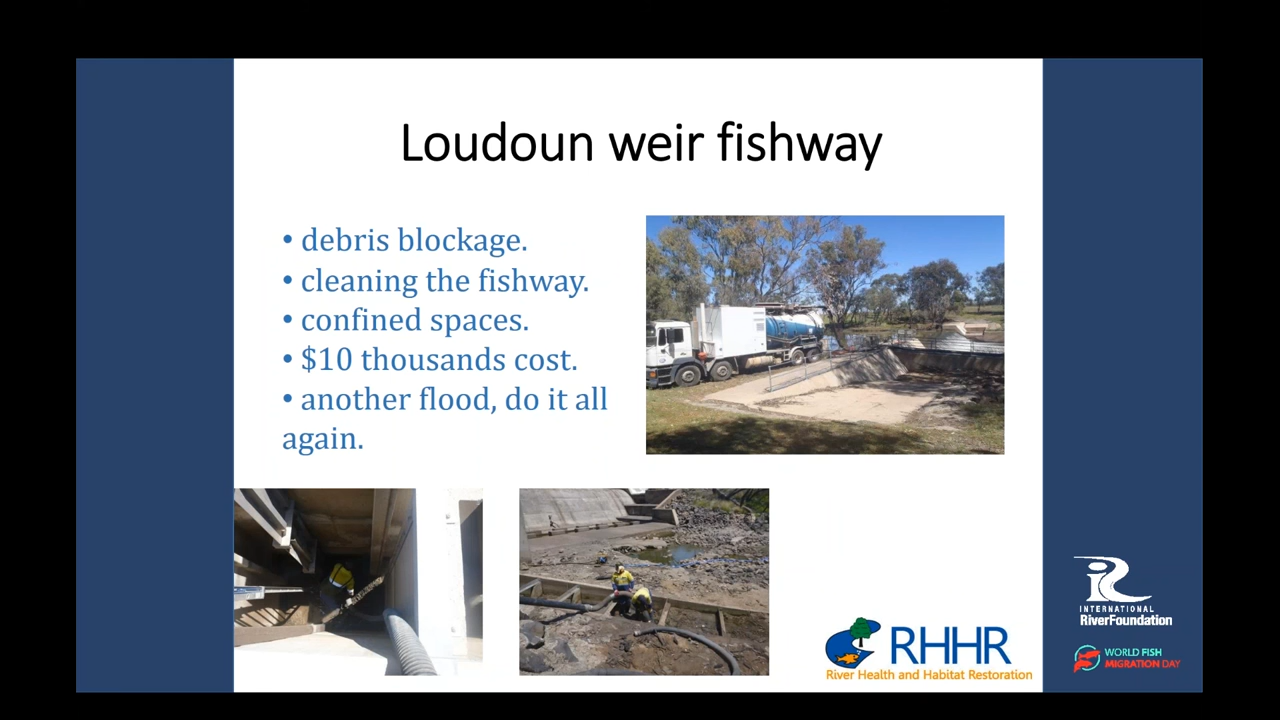 Loudoun weir fishway
• debris blockage.
• cleaning the fishway.
• confined spaces.
• $10 thousands cost.
• another flood, do it all
again.
RHHR
River Health and Habitat Restoration
INTERNATIONAL
RiverFoundation
WORLD FISH
MIGRATION DAY